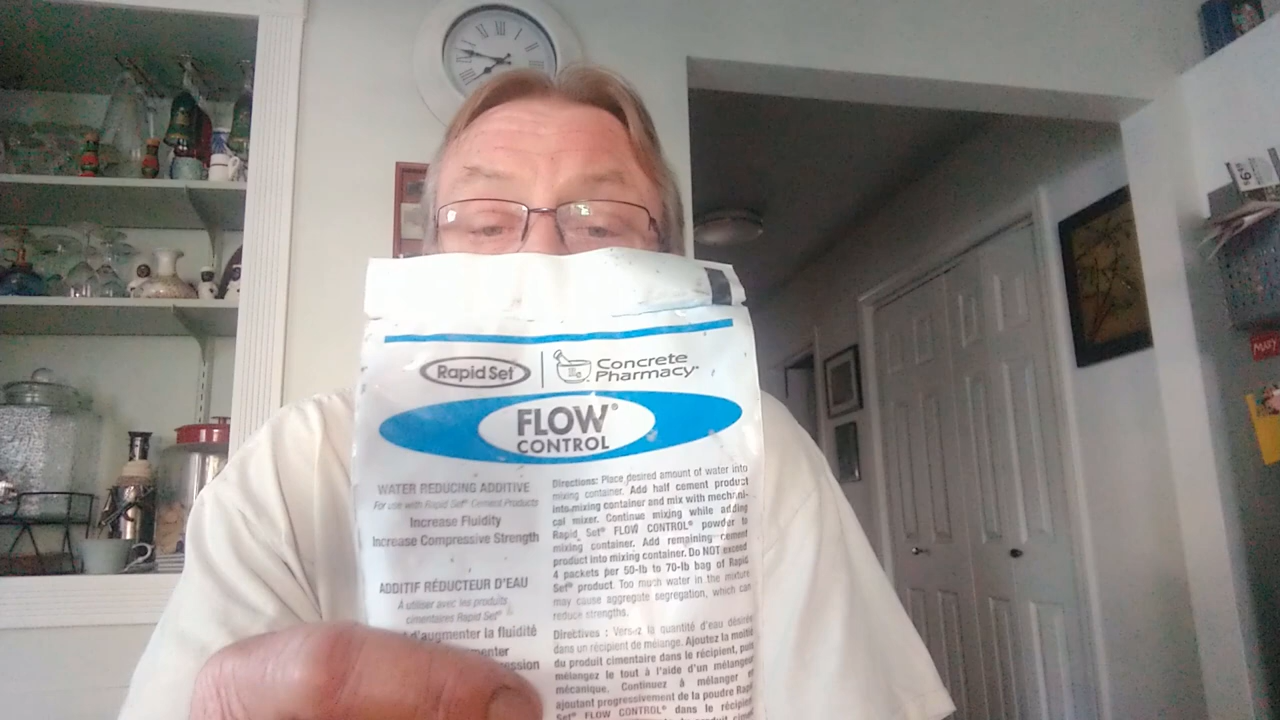 Rapid Set®
Concrete
Pharmacy®
FLOW®
CONTROL
WATER REDUCING ADDITIVE
For use with Rapid Set® Cement Products
Increase Fluidity
Increase Compressive Strength
ADDITIF RÉDUCTEUR D'EAU
À utiliser avec les produits
cimentaires Rapid Set®
d'augmenter la fluidité
Directions: Place desired amount of water into
mixing container. Add half cement product
into mixing container and mix with mechani-
cal mixer. Continue mixing while adding
Rapid Set® FLOW CONTROL® powder to
mixing container. Add remaining cement
product into mixing container. Do NOT exceed
4 packets per 50-lb to 70-lb bag of Rapid
Set® product. Too much water in the mixture
may cause aggregate segregation, which can
reduce strengths.
Directives : Versez la quantité d'eau désirée
dans un récipient de mélange. Ajoutez la moitié
du produit cimentaire dans le récipient, puis
mélangez le tout à l'aide d'un mélangeur
mécanique. Continuez à mélanger en
ajoutant progressivement de la poudre Rapid
Set® FLOW CONTROL® dans le récipient
MARY